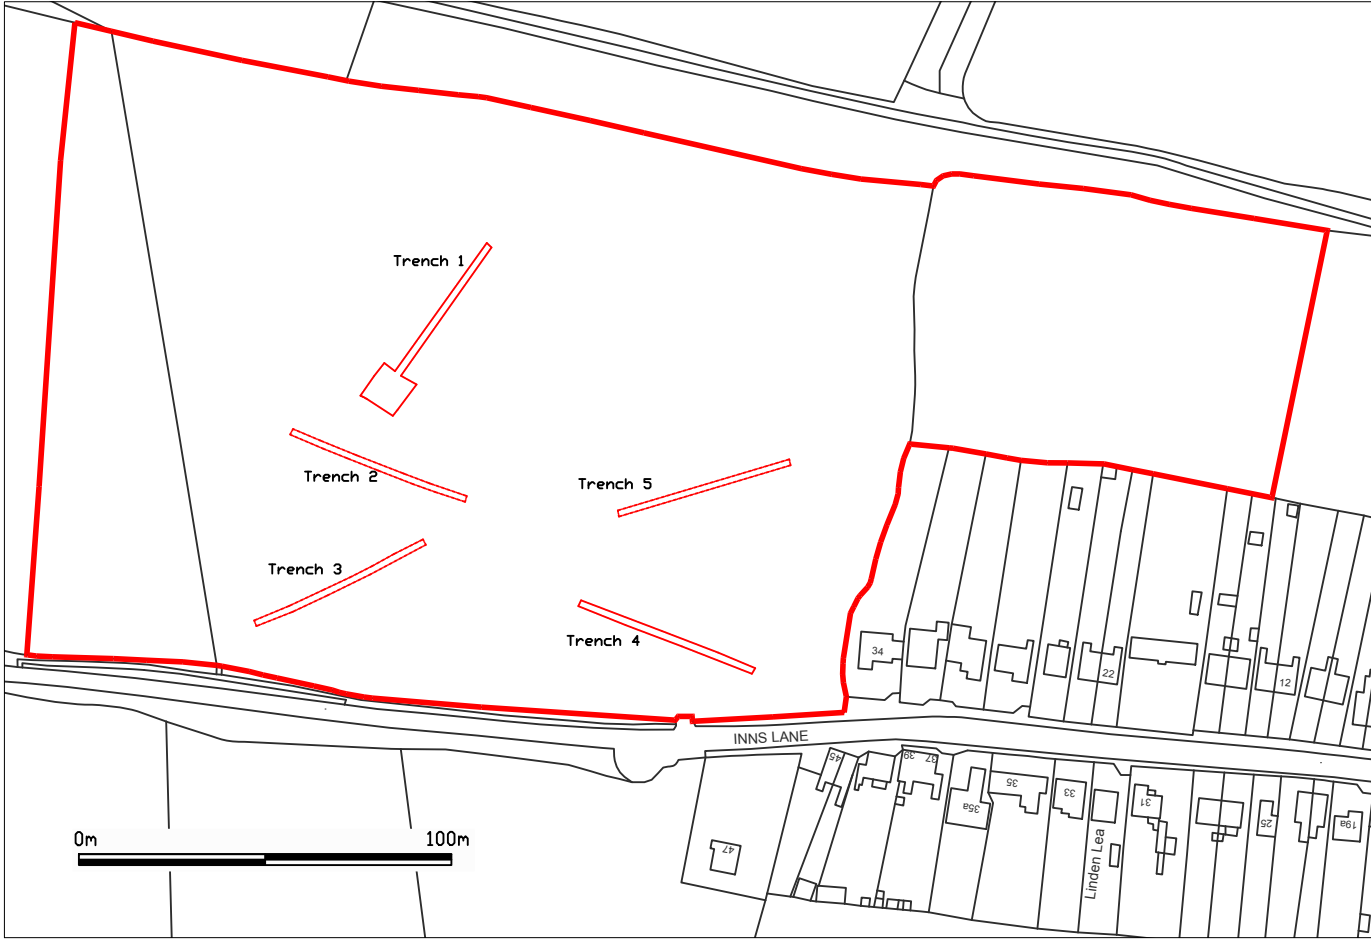 Trench 1
Trench 2
Trench 5
Trench 3
Trench 4
34
22
12
INNS LANE
45
39
37
35a
35
33
31
25
19a
47
Linden Lea
0m
100m